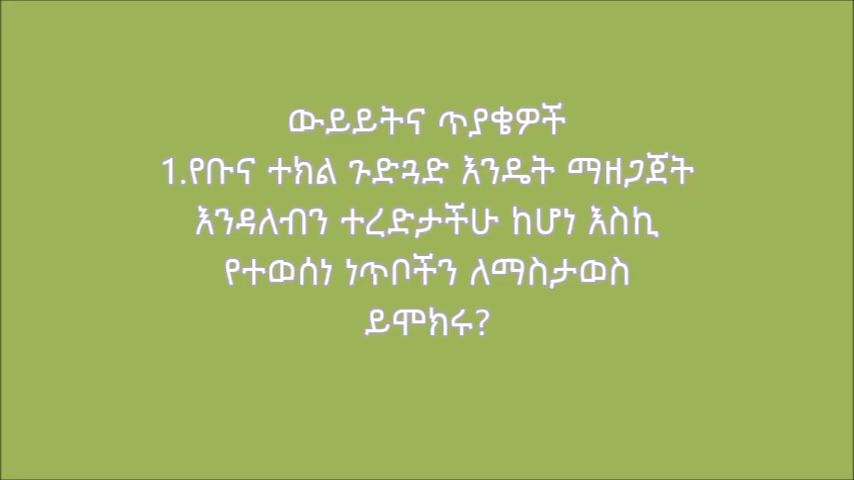 ውይይትና ጥያቄዎች
1.የቡና ተክል ጉድጓድ እንዴት ማዘጋጀት
እንዳለብን ተረድታችሁ ከሆነ እስኪ
የተወሰነ ነጥቦችን ለማስታወስ
ይሞክሩ?